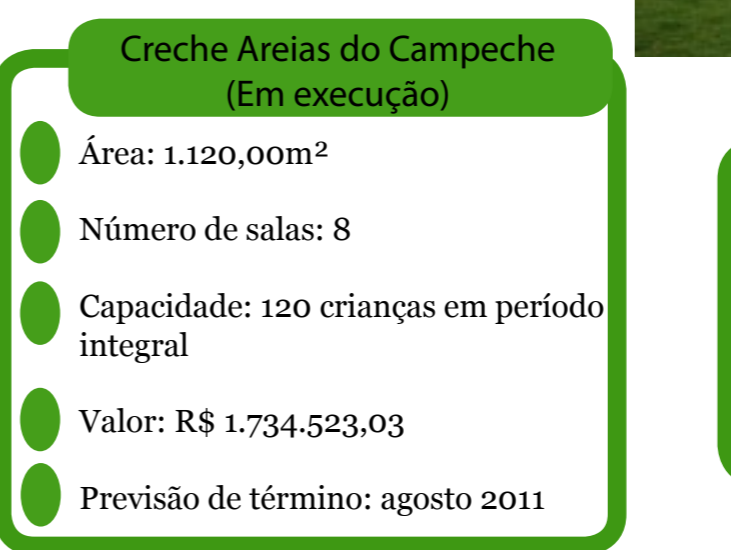 Creche Areias do Campeche
(Em execução)
Área: 1.120,00m²
Número de salas: 8
Capacidade: 120 crianças em período
integral
Valor: R$ 1.734.523,03
Previsão de término: agosto 2011